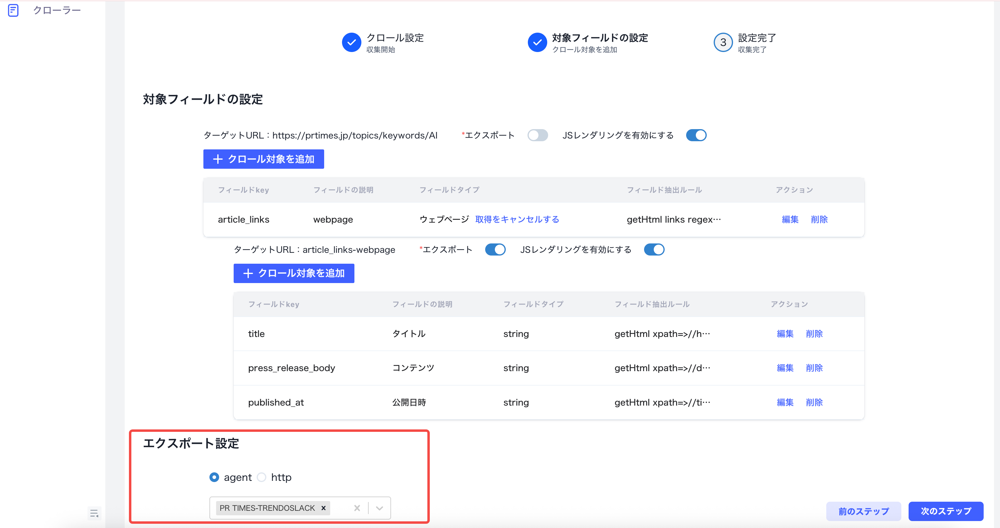 クローラー
クロール設定
収集開始
対象フィールドの設定
クロール対象を追加
3
設定完了
収集完了
対象フィールドの設定
ターゲットURL：https://prtimes.jp/topics/keywords/AI *エクスポート JSレンダリングを有効にする
＋ クロール対象を追加
フィールドkey フィールドの説明 フィールドタイプ フィールド抽出ルール アクション
article_links webpage ウェブページ 取得をキャンセルする getHtml links regex… 編集 削除
ターゲットURL：article_links-webpage *エクスポート JSレンダリングを有効にする
＋ クロール対象を追加
フィールドkey フィールドの説明 フィールドタイプ フィールド抽出ルール アクション
title タイトル string getHtml xpath=>//h… 編集 削除
press_release_body コンテンツ string getHtml xpath=>//d… 編集 削除
published_at 公開日時 string getHtml xpath=>//ti… 編集 削除
エクスポート設定
agent http
PR TIMES-TRENDOSLACK
前のステップ 次のステップ